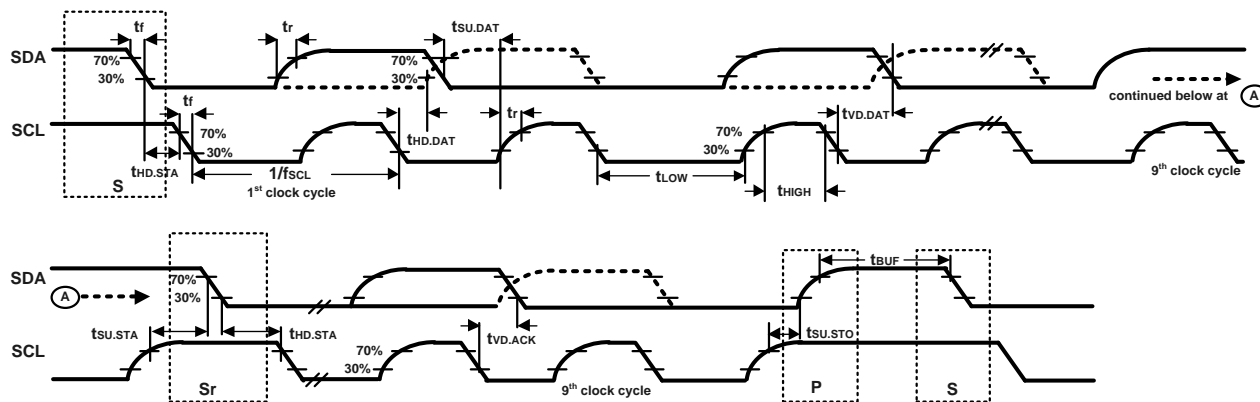 tf tr tSU.DAT
SDA 70% 30% 70% 30%
continued below at A
tf tr tVD.DAT
SCL 70% 30% tHD.DAT 70% 30%
tHD.STA 1/fSCL tLOW 9th clock cycle
S 1st clock cycle tHIGH
SDA 70% tBUF
A 30%
tSU.STA tHD.STA tVD.ACK tSU.STO
SCL 70% 30%
Sr 9th clock cycle P S